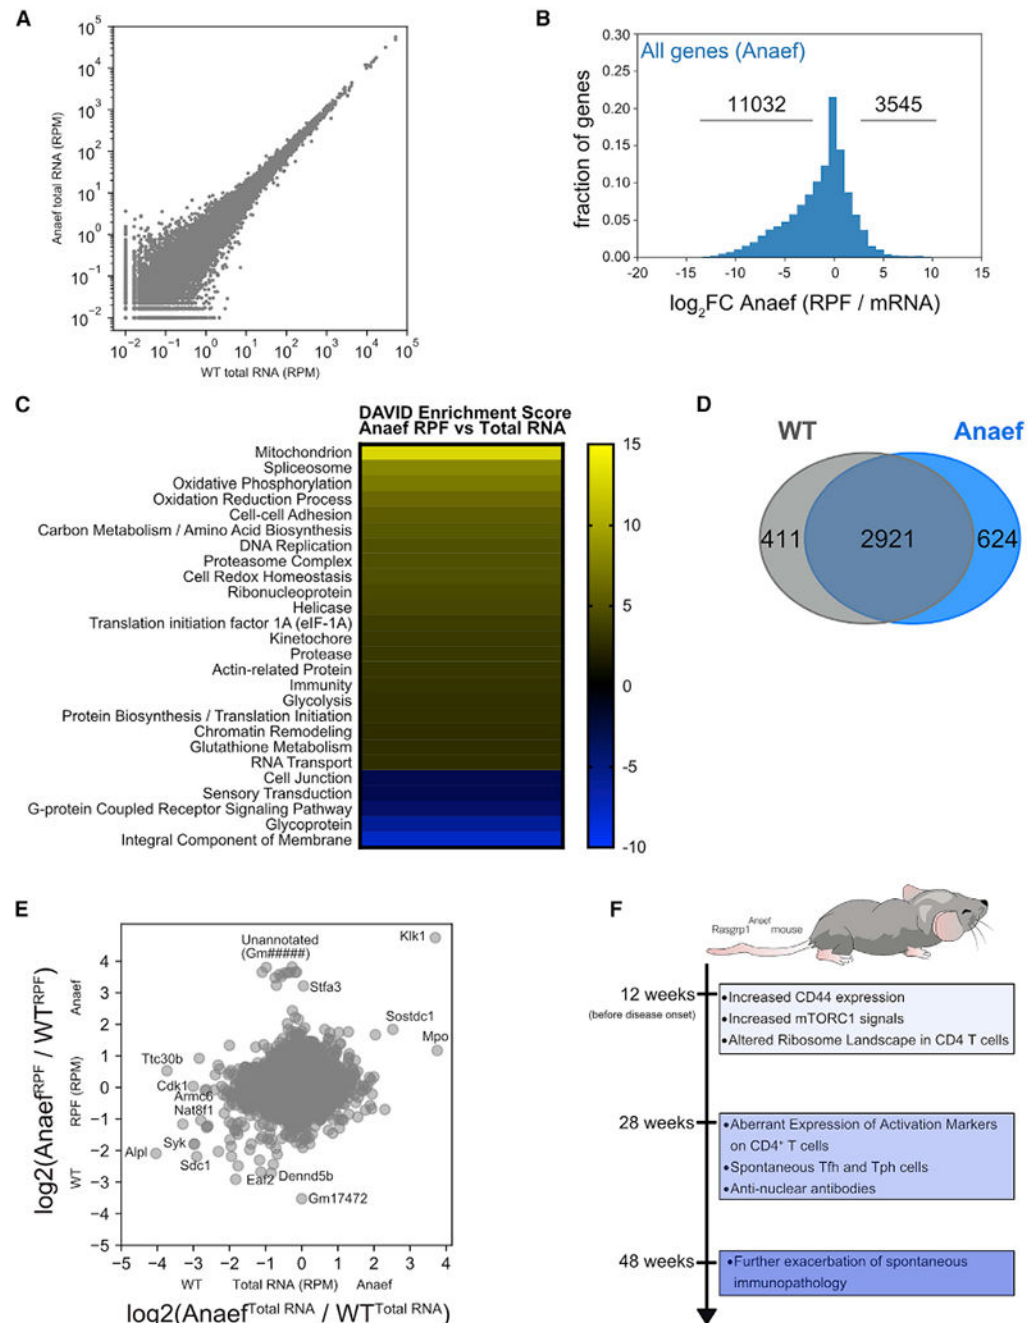 A
10^5
10^4
10^3
10^2
10^1
10^0
10^-1
10^-2
Anaef total RNA (RPM)
10^-2 10^-1 10^0 10^1 10^2 10^3 10^4 10^5
WT total RNA (RPM)
B
0.30
0.25
0.20
0.15
0.10
0.05
0.00
fraction of genes
All genes (Anaef)
11032
3545
-20 -15 -10 -5 0 5 10 15
log2FC Anaef (RPF / mRNA)
C
DAVID Enrichment Score
Anaef RPF vs Total RNA
Mitochondrion
Spliceosome
Oxidative Phosphorylation
Oxidation Reduction Process
Cell-cell Adhesion
Carbon Metabolism / Amino Acid Biosynthesis
DNA Replication
Proteasome Complex
Cell Redox Homeostasis
Ribonucleoprotein
Helicase
Translation initiation factor 1A (eIF-1A)
Kinetochore
Protease
Actin-related Protein
Immunity
Glycolysis
Protein Biosynthesis / Translation Initiation
Chromatin Remodeling
Glutathione Metabolism
RNA Transport
Cell Junction
Sensory Transduction
G-protein Coupled Receptor Signaling Pathway
Glycoprotein
Integral Component of Membrane
15
10
5
0
-5
-10
D
WT
Anaef
411
2921
624
E
4
3
2
1
0
−1
−2
−3
−4
−5
log2(Anaef^RPF / WT^RPF)
WT RPF (RPM) Anaef
Unannotated
(Gm#####)
Klk1
Stfa3
Sostdc1
Mpo
Ttc30b
Cdk1
Armc6
Nat8f1
Syk
Alpl
Sdc1
Eaf2
Dennd5b
Gm17472
−5 −4 −3 −2 −1 0 1 2 3 4
WT Total RNA (RPM) Anaef
log2(Anaef^Total RNA / WT^Total RNA)
F
Rasgrp1^Anaef mouse
12 weeks
(before disease onset)
•Increased CD44 expression
•Increased mTORC1 signals
•Altered Ribosome Landscape in CD4 T cells
28 weeks
•Aberrant Expression of Activation Markers
on CD4+ T cells
•Spontaneous Tfh and Tph cells
•Anti-nuclear antibodies
48 weeks
•Further exacerbation of spontaneous
immunopathology